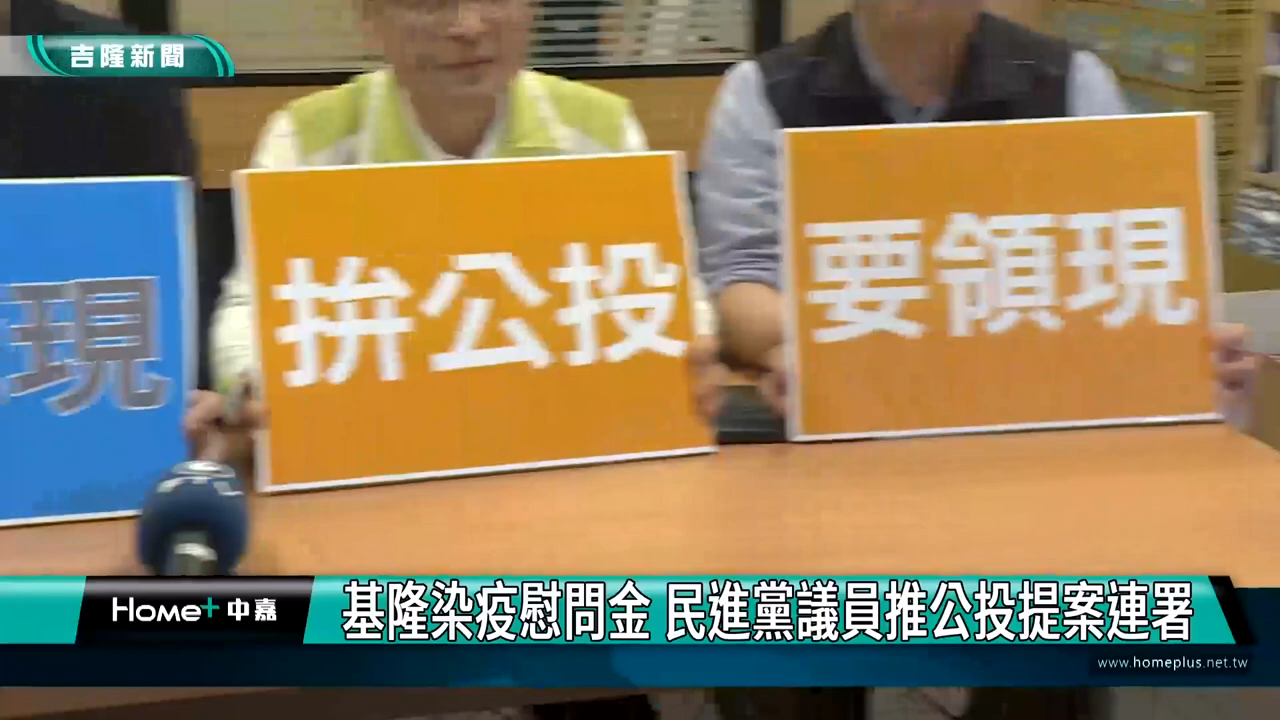 吉隆新聞
現
拚公投
要領現
Home+ 中嘉
基隆染疫慰問金 民進黨議員推公投提案連署
www.homeplus.net.tw